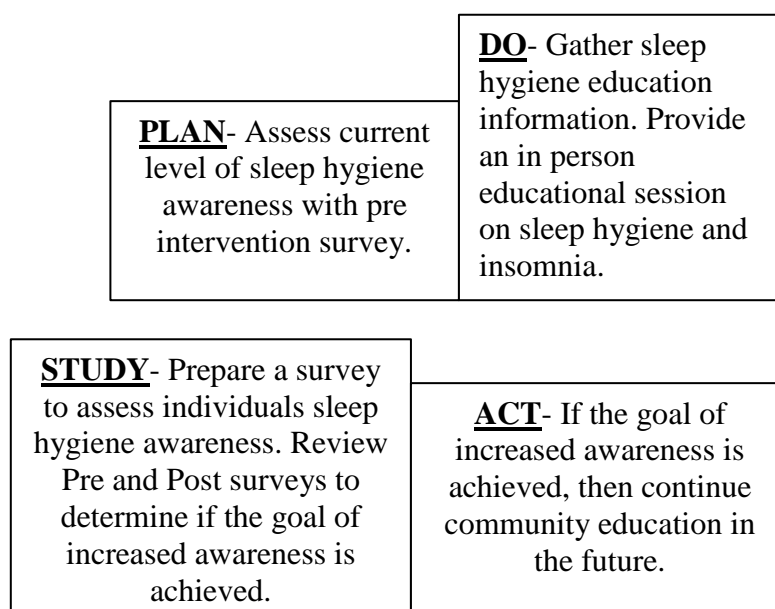 PLAN- Assess current
level of sleep hygiene
awareness with pre
intervention survey.
DO- Gather sleep
hygiene education
information. Provide
an in person
educational session
on sleep hygiene and
insomnia.
STUDY- Prepare a survey
to assess individuals sleep
hygiene awareness. Review
Pre and Post surveys to
determine if the goal of
increased awareness is
achieved.
ACT- If the goal of
increased awareness is
achieved, then continue
community education in
the future.